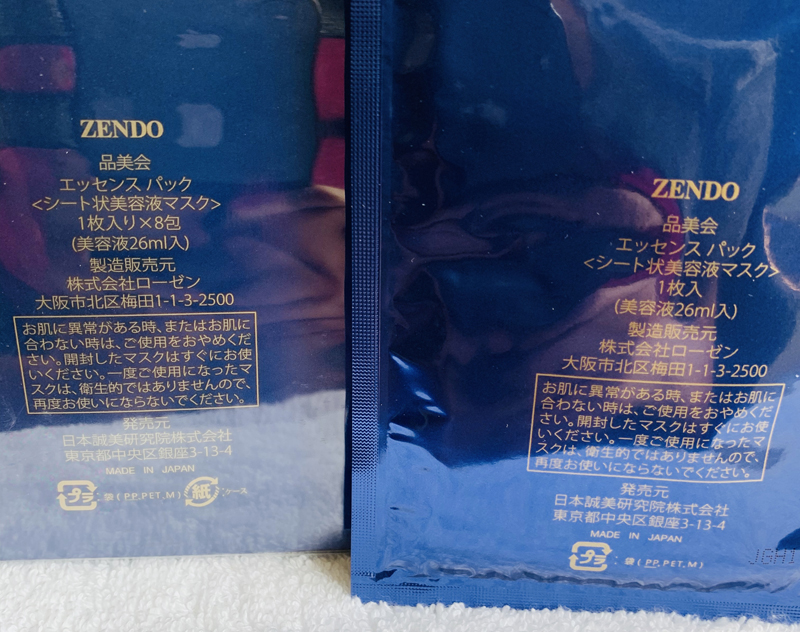 ZENDO
品美会
エッセンス パック
<シート状美容液マスク>
1枚入り×8包
(美容液26ml入)
製造販売元
株式会社ローゼン
大阪市北区梅田1-1-3-2500
お肌に異常がある時、またはお肌に
合わない時は、ご使用をおやめくだ
さい。開封したマスクはすぐにお使
いください。一度ご使用になったマ
スクは、衛生的ではありませんので、
再度お使いにならないでください。
発売元
日本誠美研究院株式会社
東京都中央区銀座3-13-4
MADE IN JAPAN
プラ : 袋(PP,PET,M) 紙 :シース
ZENDO
品美会
エッセンス パック
<シート状美容液マスク>
1枚入
(美容液26ml入)
製造販売元
株式会社ローゼン
大阪市北区梅田1-1-3-2500
お肌に異常がある時、またはお肌に
合わない時は、ご使用をおやめくだ
さい。開封したマスクはすぐにお使
いください。一度ご使用になったマ
スクは、衛生的ではありませんので、
再度お使いにならないでください。
発売元
日本誠美研究院株式会社
東京都中央区銀座3-13-4
MADE IN JAPAN
プラ : 袋(PP,PET,M)